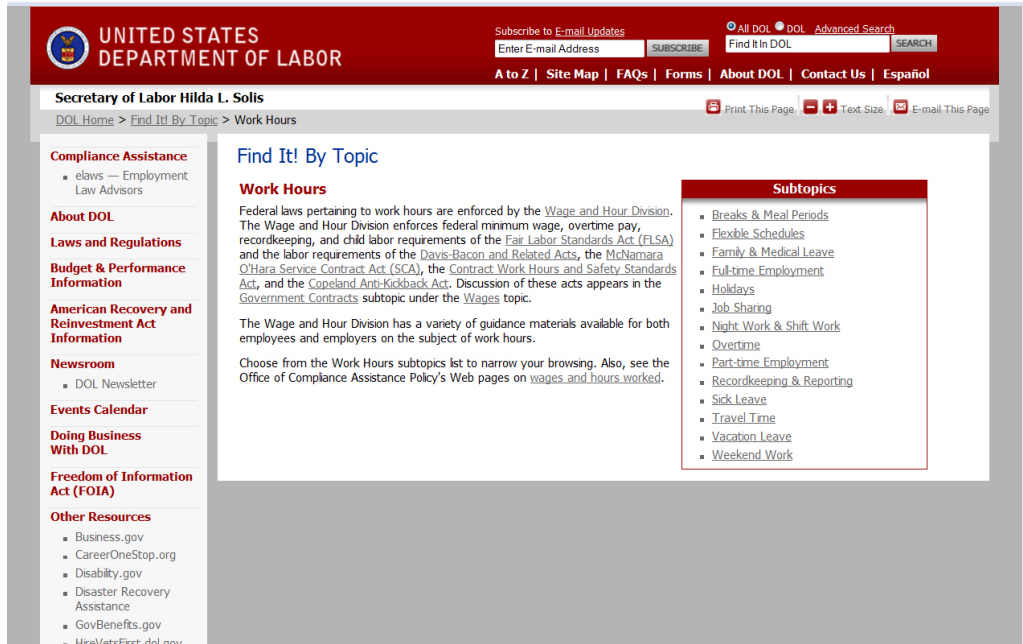 UNITED STATES
DEPARTMENT OF LABOR
Subscribe to E-mail Updates
Enter E-mail Address
SUBSCRIBE
All DOL DOL Advanced Search
Find It In DOL
SEARCH
A to Z | Site Map | FAQs | Forms | About DOL | Contact Us | Español
Secretary of Labor Hilda L. Solis
Print This Page
Text Size
E-mail This Page
DOL Home > Find It! By Topic > Work Hours
Compliance Assistance
elaws — Employment
Law Advisors
About DOL
Laws and Regulations
Budget & Performance
Information
American Recovery and
Reinvestment Act
Information
Newsroom
DOL Newsletter
Events Calendar
Doing Business
With DOL
Freedom of Information
Act (FOIA)
Other Resources
Business.gov
CareerOneStop.org
Disability.gov
Disaster Recovery
Assistance
GovBenefits.gov
HireVetsFirst.dol.gov
Find It! By Topic
Work Hours
Federal laws pertaining to work hours are enforced by the Wage and Hour Division.
The Wage and Hour Division enforces federal minimum wage, overtime pay,
recordkeeping, and child labor requirements of the Fair Labor Standards Act (FLSA)
and the labor requirements of the Davis-Bacon and Related Acts, the McNamara
O'Hara Service Contract Act (SCA), the Contract Work Hours and Safety Standards
Act, and the Copeland Anti-Kickback Act. Discussion of these acts appears in the
Government Contracts subtopic under the Wages topic.
The Wage and Hour Division has a variety of guidance materials available for both
employees and employers on the subject of work hours.
Choose from the Work Hours subtopics list to narrow your browsing. Also, see the
Office of Compliance Assistance Policy's Web pages on wages and hours worked.
Subtopics
Breaks & Meal Periods
Flexible Schedules
Family & Medical Leave
Full-time Employment
Holidays
Job Sharing
Night Work & Shift Work
Overtime
Part-time Employment
Recordkeeping & Reporting
Sick Leave
Travel Time
Vacation Leave
Weekend Work